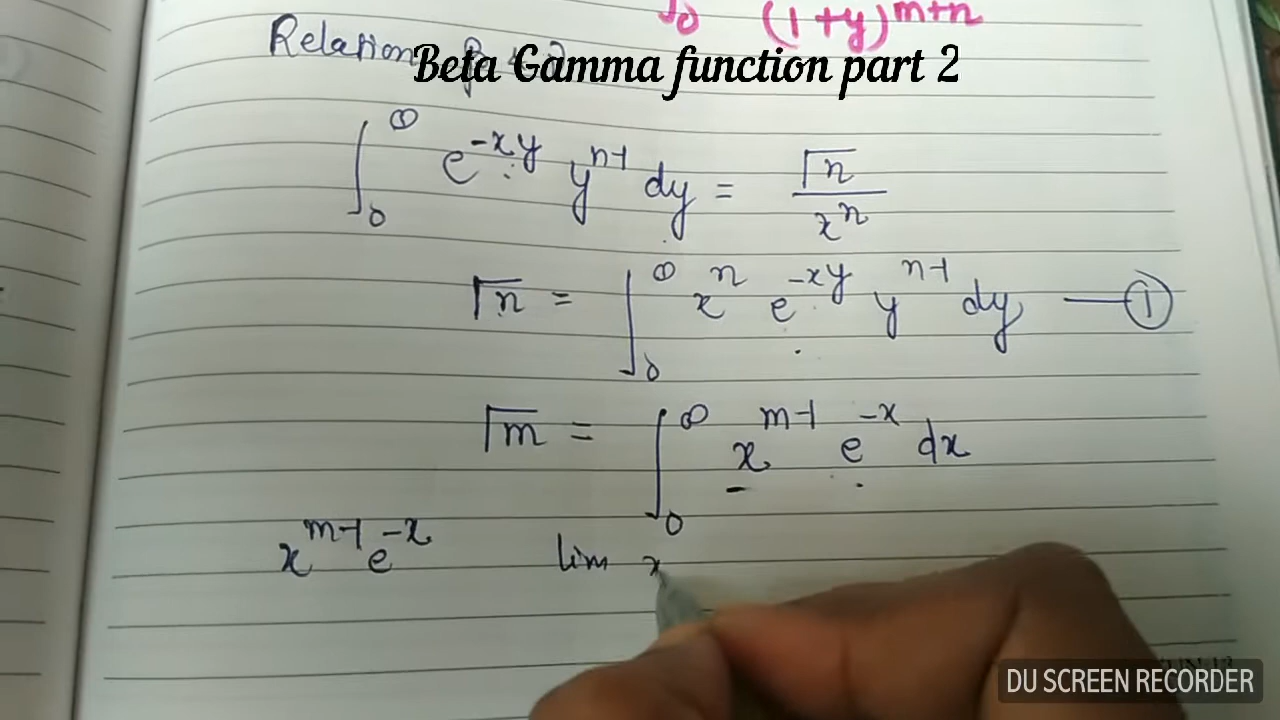 ∫₀ (1+y)^{m+n}
Relation
Beta Gamma function part 2
∫₀^∞ e^{-xy} y^{n-1} dy = Γn / x^n
Γn = ∫₀^∞ x^n e^{-xy} y^{n-1} dy — ①
Γm = ∫₀^∞ x^{m-1} e^{-x} dx
x^{m-1} e^{-x} lim x
DU SCREEN RECORDER